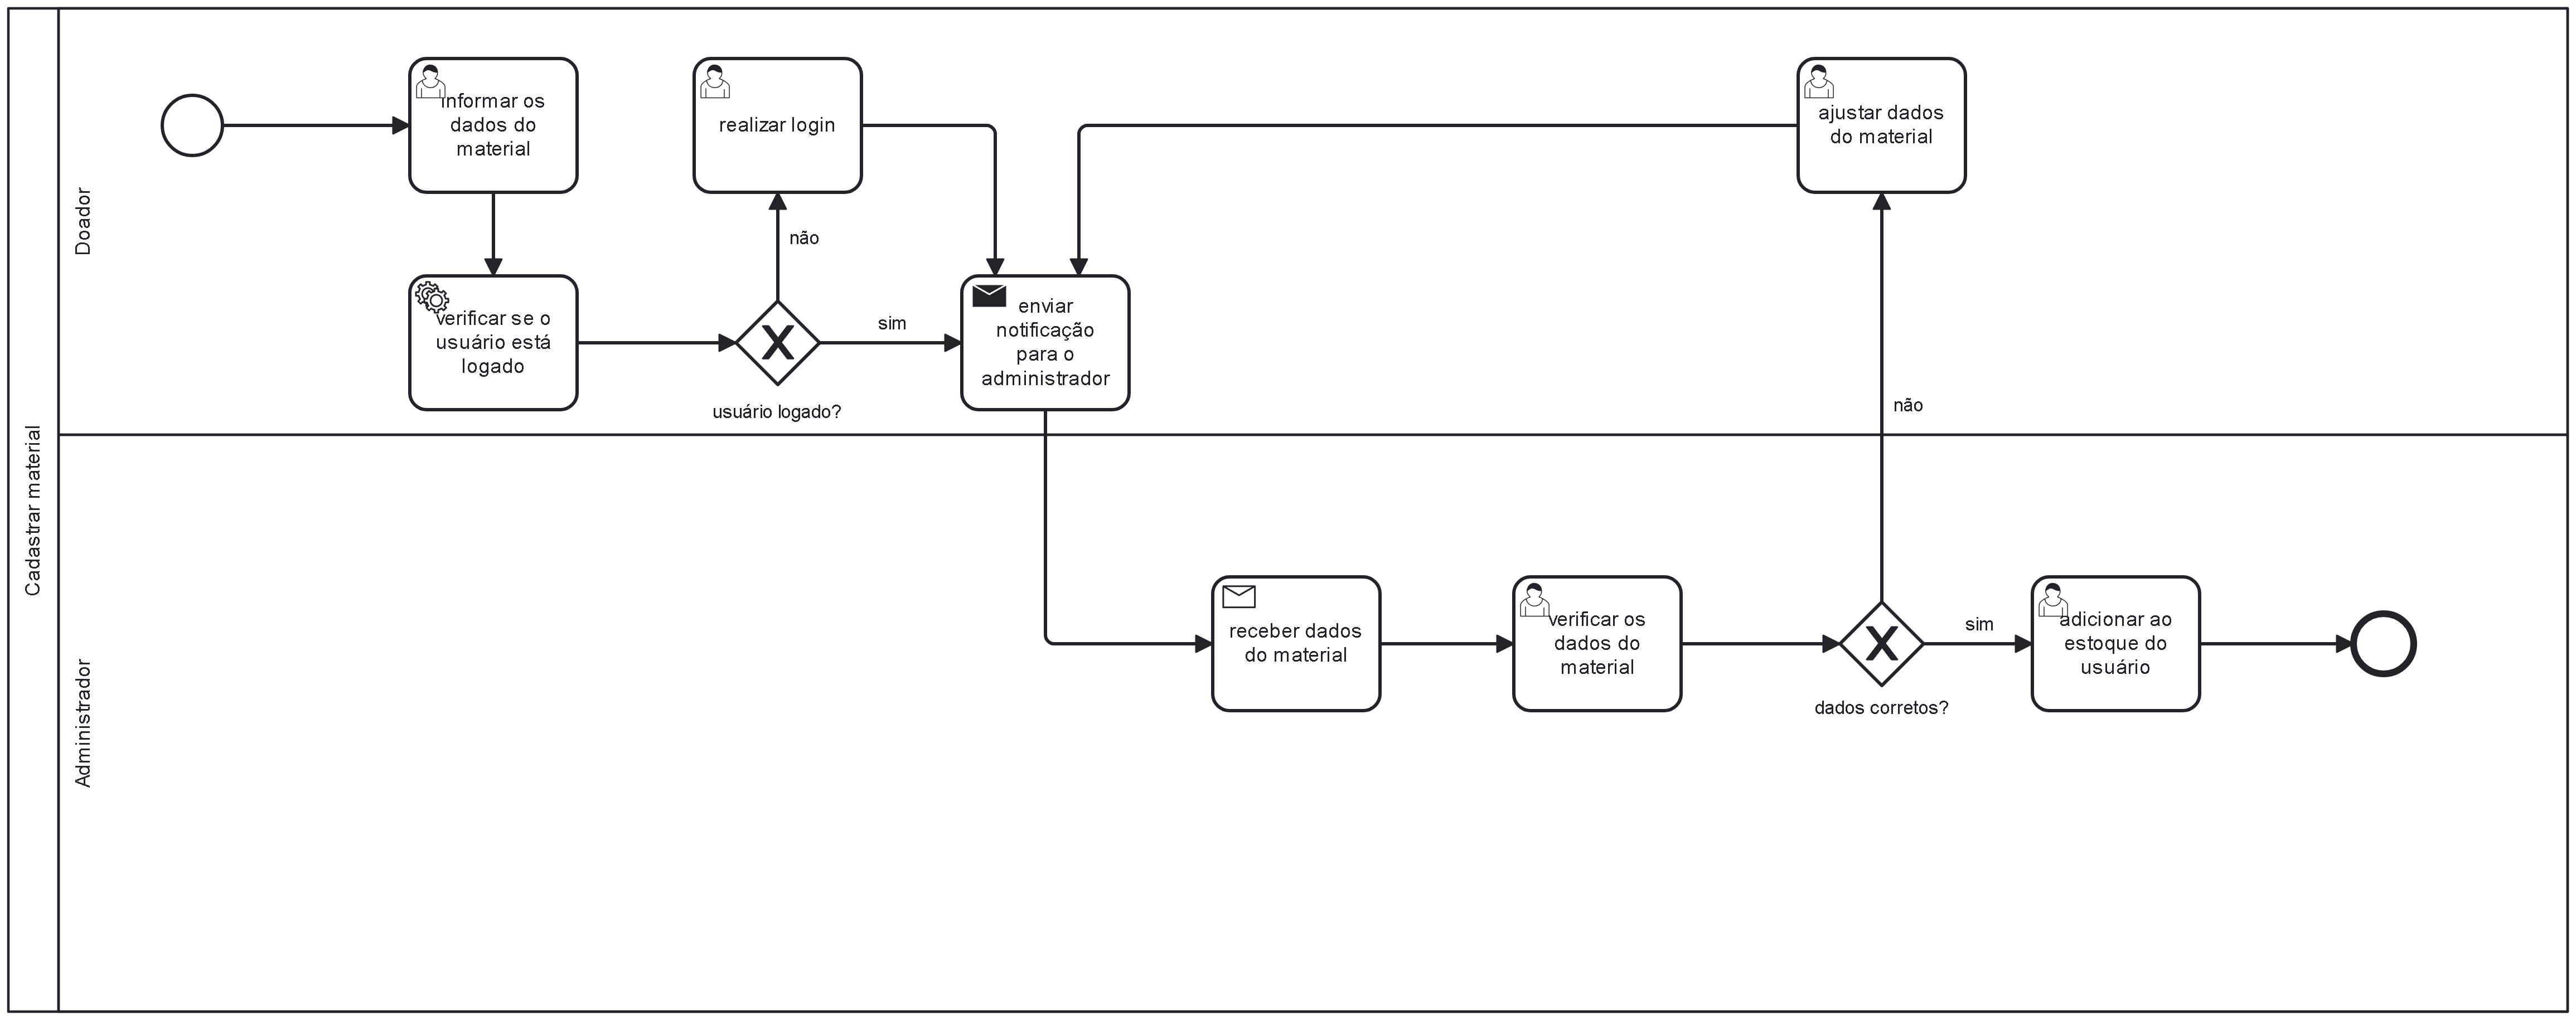 Cadastrar material
Doador
informar os
dados do
material
realizar login
ajustar dados
do material
não
verificar se o
usuário está
logado
usuário logado?
sim
enviar
notificação
para o
administrador
não
Administrador
receber dados
do material
verificar os
dados do
material
dados corretos?
sim
adicionar ao
estoque do
usuário